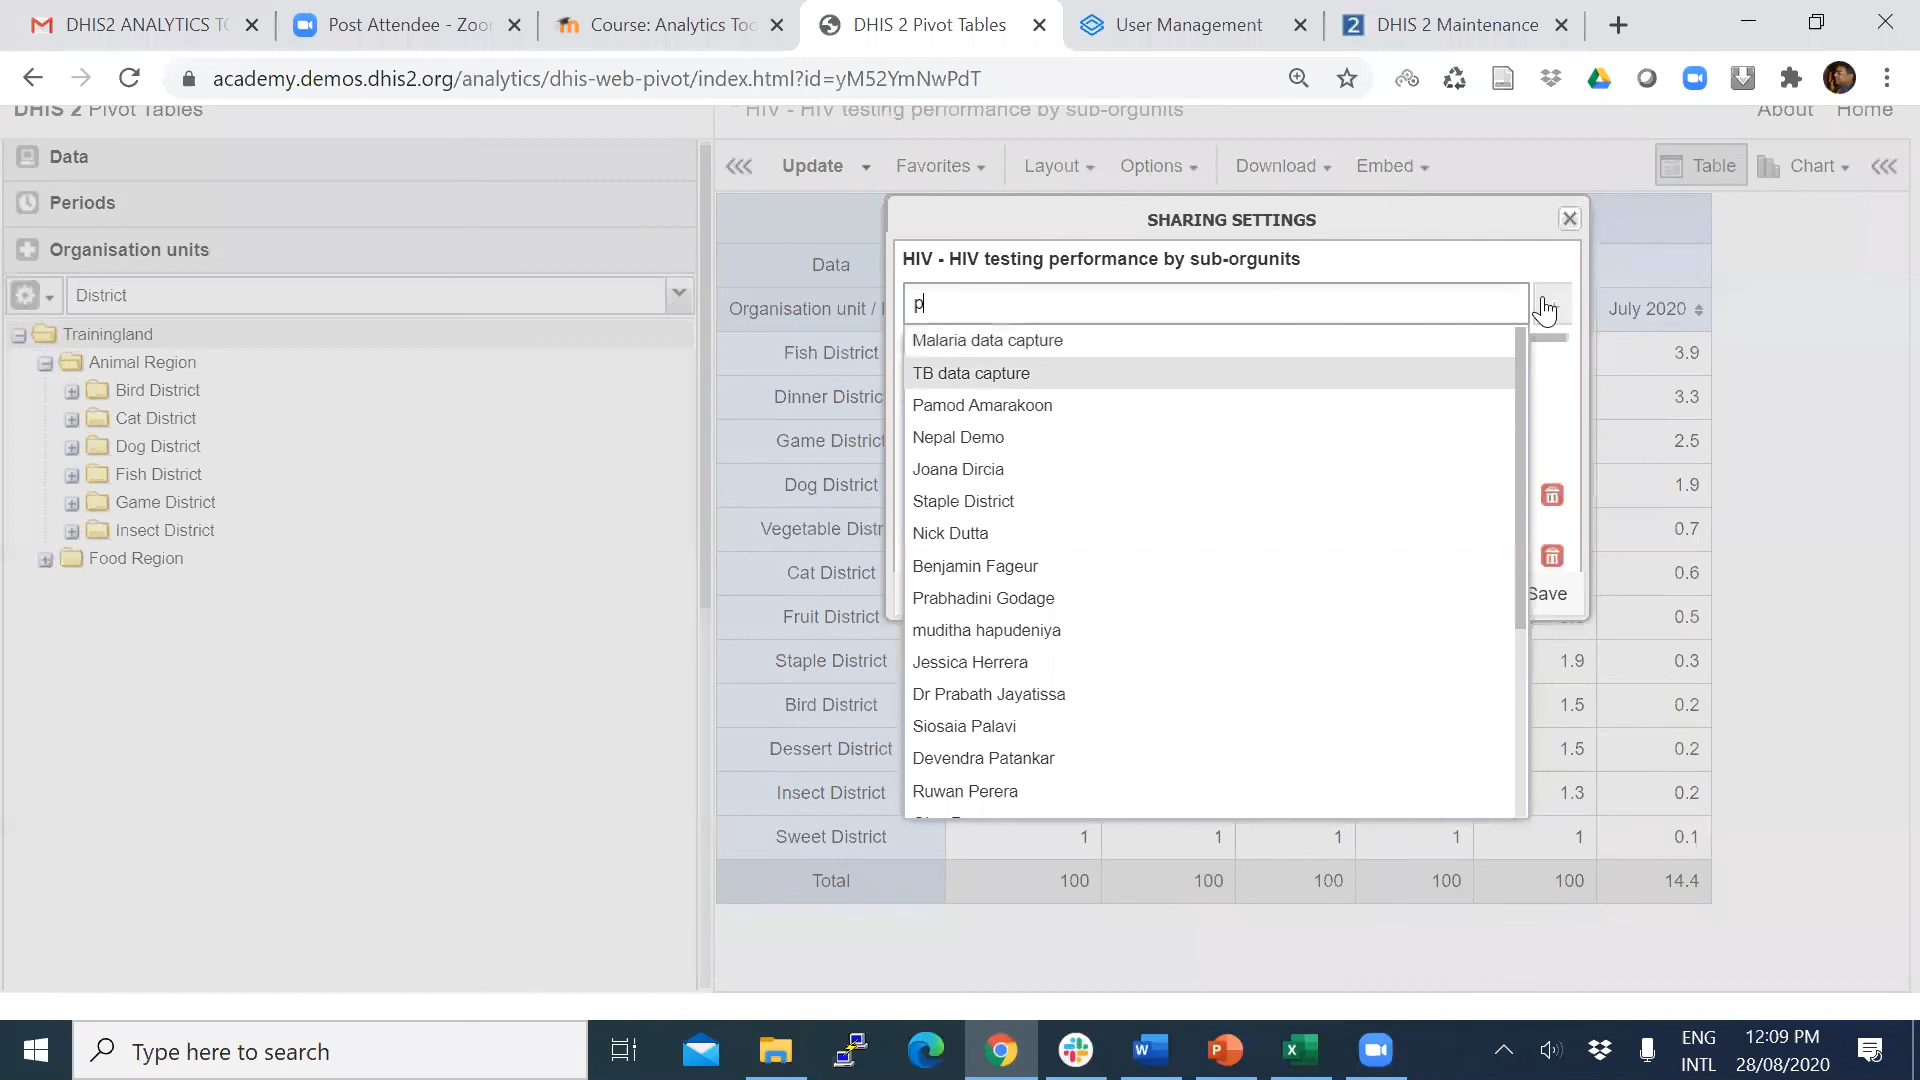 DHIS2 ANALYTICS TO
Post Attendee - Zoo
Course: Analytics Too
DHIS 2 Pivot Tables
User Management
2 DHIS 2 Maintenance
academy.demos.dhis2.org/analytics/dhis-web-pivot/index.html?id=yM52YmNwPdT
DHIS 2 Pivot Tables
* HIV - HIV testing performance by sub-orgunits
About Home
Data
Periods
Organisation units
District
Trainingland
Animal Region
Bird District
Cat District
Dog District
Fish District
Game District
Insect District
Food Region
Update Favorites Layout Options Download Embed Table Chart
SHARING SETTINGS
HIV - HIV testing performance by sub-orgunits
p
Malaria data capture
TB data capture
Pamod Amarakoon
Nepal Demo
Joana Dircia
Staple District
Nick Dutta
Benjamin Fageur
Prabhadini Godage
muditha hapudeniya
Jessica Herrera
Dr Prabath Jayatissa
Siosaia Palavi
Devendra Patankar
Ruwan Perera
Save
Data
Organisation unit / July 2020
Fish District 3.9
Dinner Distric 3.3
Game District 2.5
Dog District 1.9
Vegetable Distr 0.7
Cat District 0.6
Fruit District 0.5
Staple District 1.9 0.3
Bird District 1.5 0.2
Dessert District 1.5 0.2
Insect District 1.3 0.2
Sweet District 1 1 1 1 1 0.1
Total 100 100 100 100 100 14.4
Type here to search
ENG
INTL
12:09 PM
28/08/2020